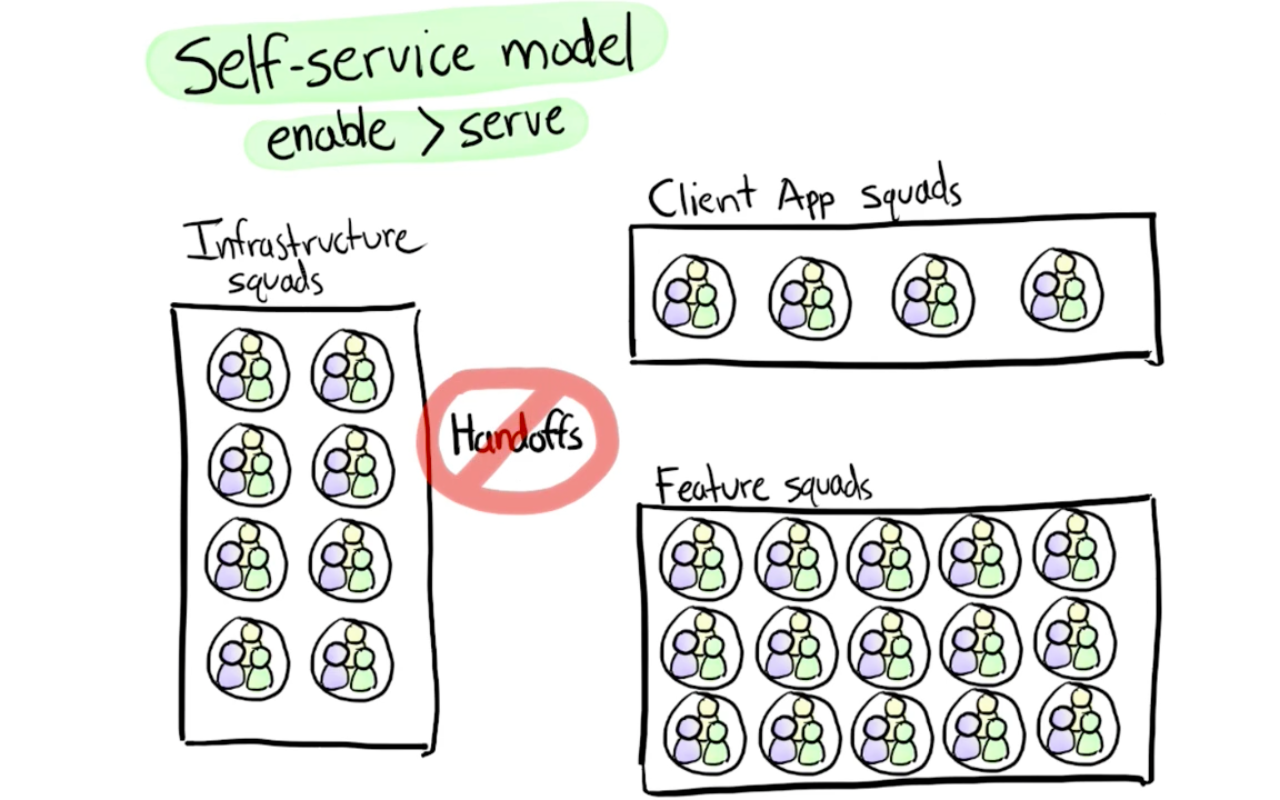 Self-service model
enable > serve
Client App squads
Infrastructure
squads
Handoffs
Feature squads